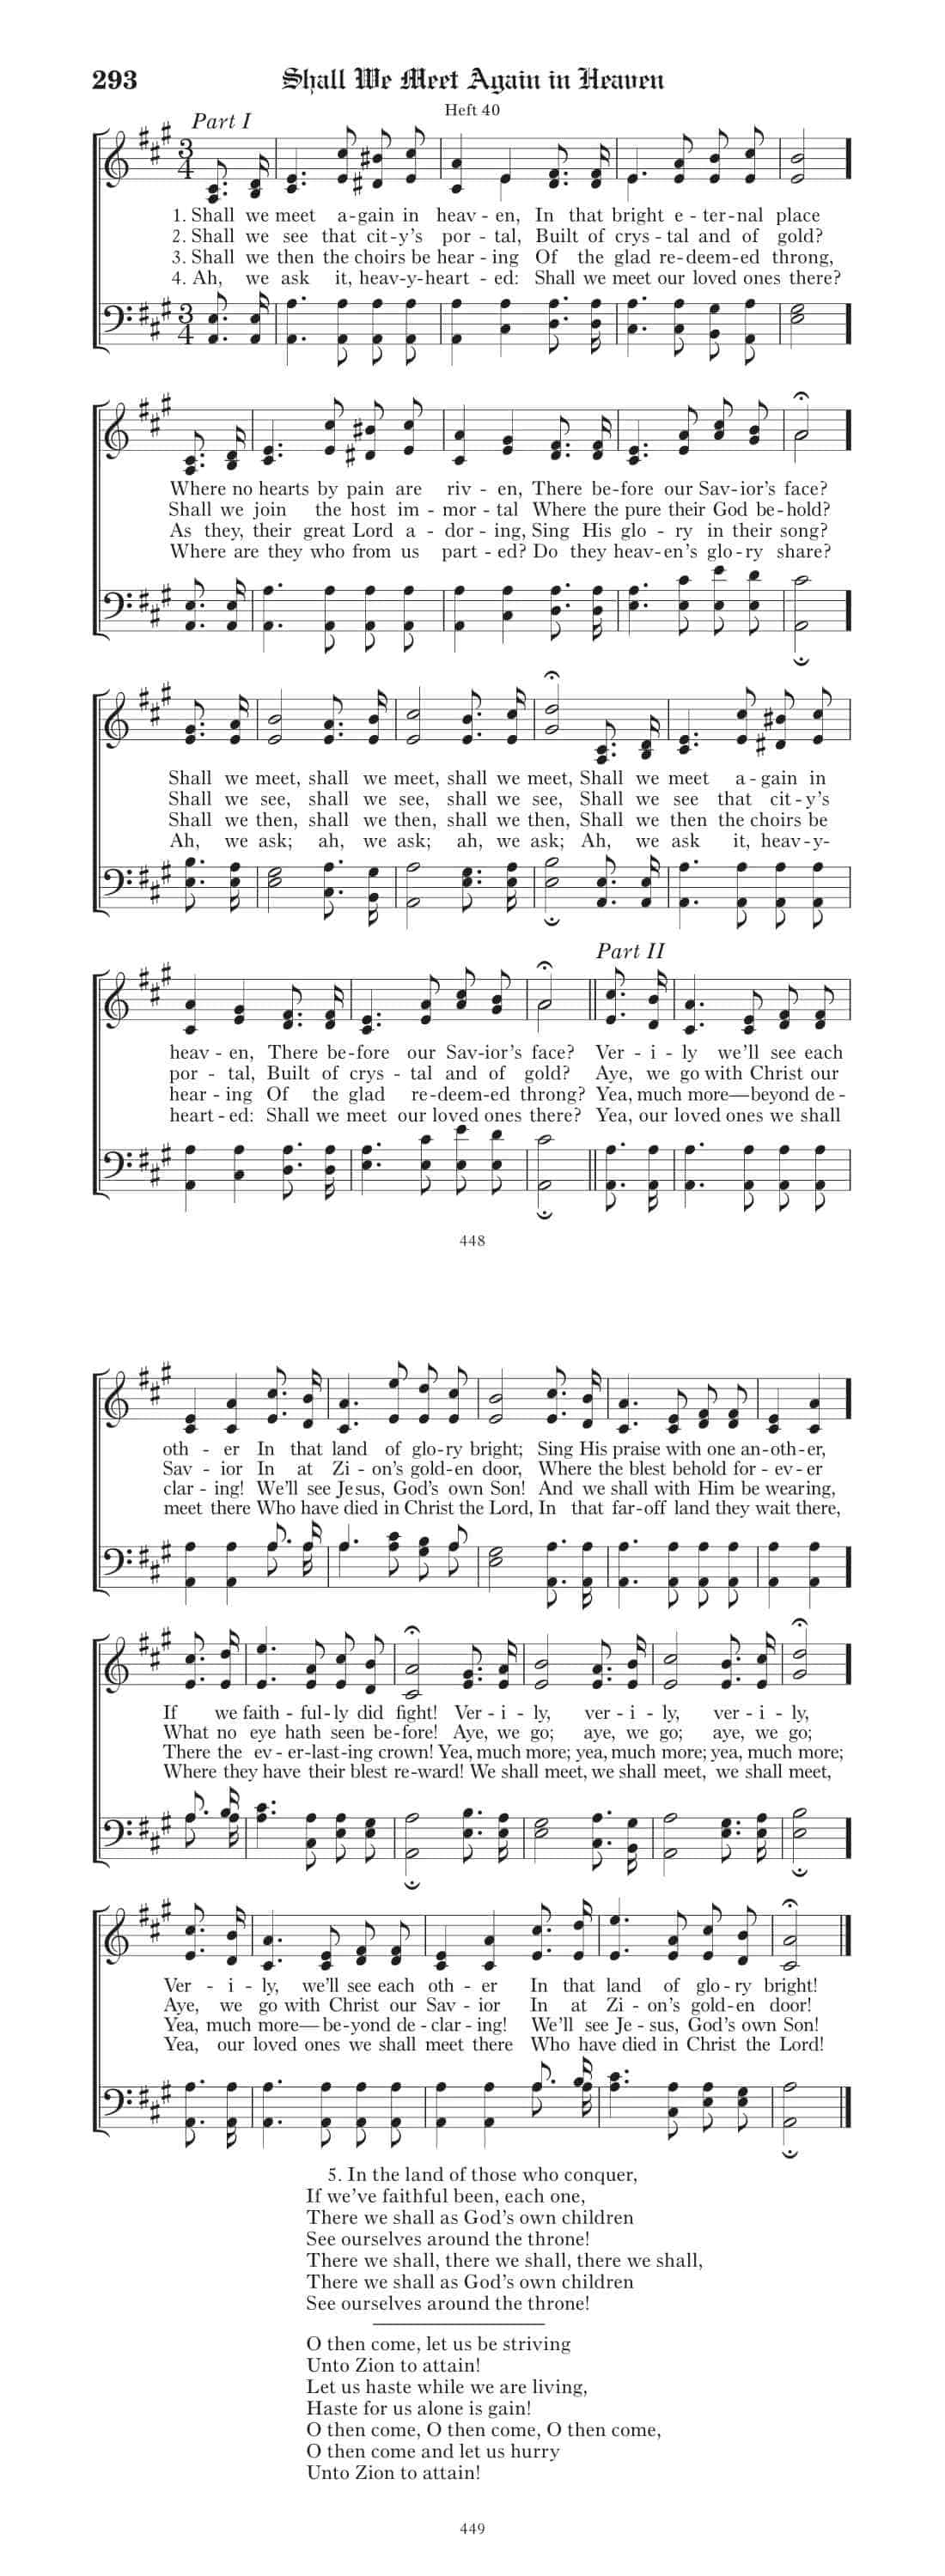 293 Shall We Meet Again in Heaven
Heft 40
Part I
3 4
1. Shall we meet a-gain in heav-en, In that bright e-ter-nal place
2. Shall we see that cit-y's por-tal, Built of crys-tal and of gold?
3. Shall we then the choirs be hear-ing Of the glad re-deem-ed throng,
4. Ah, we ask it, heav-y-heart-ed: Shall we meet our loved ones there?
3 4
Where no hearts by pain are riv-en, There be-fore our Sav-ior's face?
Shall we join the host im-mor-tal Where the pure their God be-hold?
As they, their great Lord a-dor-ing, Sing His glo-ry in their song?
Where are they who from us part-ed? Do they heav-en's glo-ry share?
Shall we meet, shall we meet, shall we meet, Shall we meet a-gain in
Shall we see, shall we see, shall we see, Shall we see that cit-y's
Shall we then, shall we then, shall we then, Shall we then the choirs be
Ah, we ask; ah, we ask; ah, we ask; Ah, we ask it, heav-y-
Part II
heav-en, There be-fore our Sav-ior's face? Ver-i-ly we'll see each
por-tal, Built of crys-tal and of gold? Aye, we go with Christ our
hear-ing Of the glad re-deem-ed throng? Yea, much more—beyond de-
heart-ed: Shall we meet our loved ones there? Yea, our loved ones we shall
448
oth-er In that land of glo-ry bright; Sing His praise with one an-oth-er,
Sav-ior In at Zi-on's gold-en door, Where the blest behold for-ev-er
clar-ing! We'll see Jesus, God's own Son! And we shall with Him be wearing,
meet there Who have died in Christ the Lord, In that far-off land they wait there,
If we faith-ful-ly did fight! Ver-i-ly, ver-i-ly, ver-i-ly,
What no eye hath seen be-fore! Aye, we go; aye, we go; aye, we go;
There the ev-er-last-ing crown! Yea, much more; yea, much more; yea, much more;
Where they have their blest re-ward! We shall meet, we shall meet, we shall meet,
Ver-i-ly, we'll see each oth-er In that land of glo-ry bright!
Aye, we go with Christ our Sav-ior In at Zi-on's gold-en door!
Yea, much more—be-yond de-clar-ing! We'll see Je-sus, God's own Son!
Yea, our loved ones we shall meet there Who have died in Christ the Lord!
5. In the land of those who conquer,
If we've faithful been, each one,
There we shall as God's own children
See ourselves around the throne!
There we shall, there we shall, there we shall,
There we shall as God's own children
See ourselves around the throne!
O then come, let us be striving
Unto Zion to attain!
Let us haste while we are living,
Haste for us alone is gain!
O then come, O then come, O then come,
O then come and let us hurry
Unto Zion to attain!
449